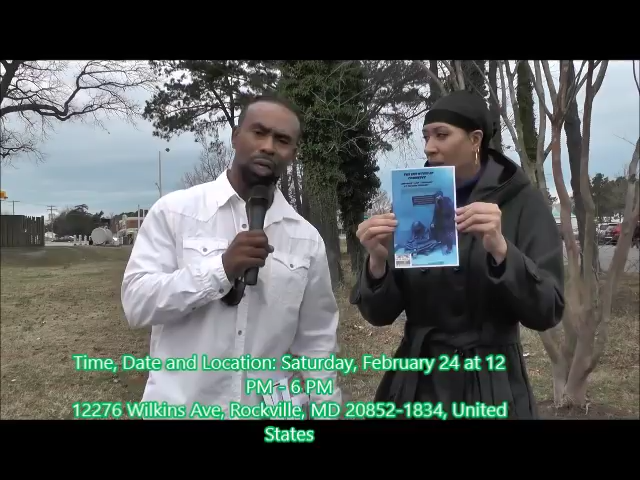 Time, Date and Location: Saturday, February 24 at 12
PM - 6 PM
12276 Wilkins Ave, Rockville, MD 20852-1834, United
States